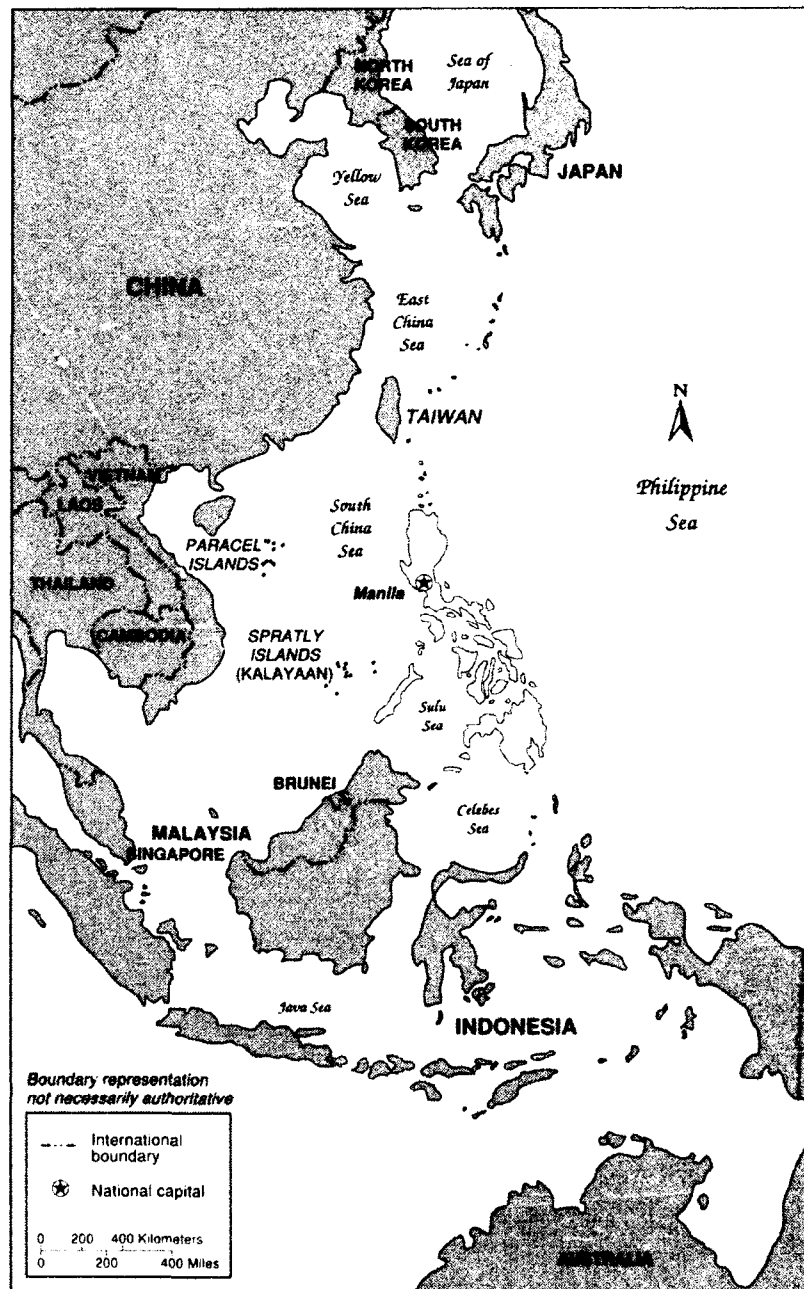 NORTH
KOREA
Sea of
Japan
SOUTH
KOREA
Yellow
Sea
JAPAN
CHINA
East
China
Sea
TAIWAN
N
Philippine
Sea
VIETNAM
LAOS
South
China
Sea
PARACEL
ISLANDS
THAILAND
Manila
CAMBODIA
SPRATLY
ISLANDS
(KALAYAAN)
Sulu
Sea
BRUNEI
Celebes
Sea
MALAYSIA
SINGAPORE
Java Sea
INDONESIA
Boundary representation
not necessarily authoritative
International
boundary
National capital
0 200 400 Kilometers
0 200 400 Miles
AUSTRALIA